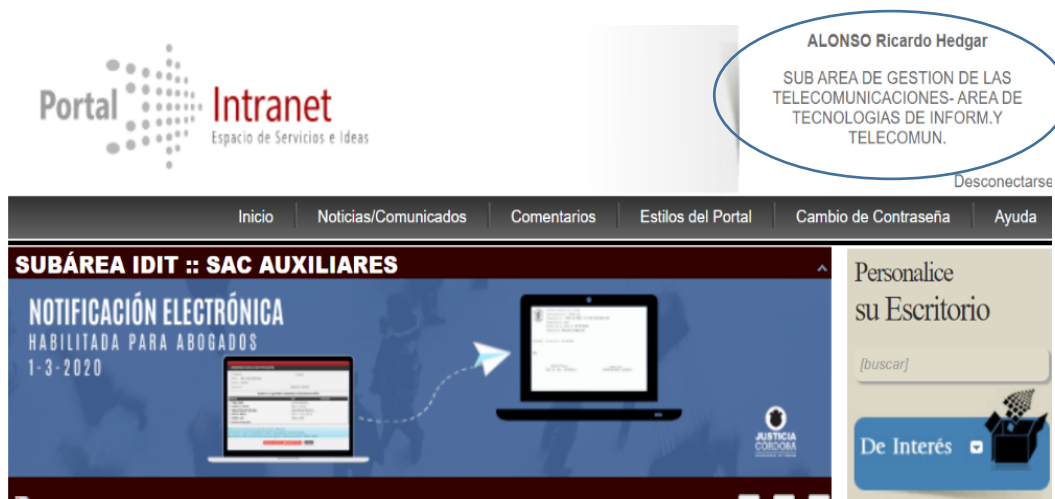 Portal Intranet
Espacio de Servicios e Ideas
ALONSO Ricardo Hedgar
SUB AREA DE GESTION DE LAS
TELECOMUNICACIONES- AREA DE
TECNOLOGIAS DE INFORM.Y
TELECOMUN.
Desconectarse
Inicio Noticias/Comunicados Comentarios Estilos del Portal Cambio de Contraseña Ayuda
SUBÁREA IDIT :: SAC AUXILIARES
NOTIFICACIÓN ELECTRÓNICA
HABILITADA PARA ABOGADOS
1-3-2020
JUSTICIA
CÓRDOBA
Personalice
su Escritorio
[buscar]
De Interés